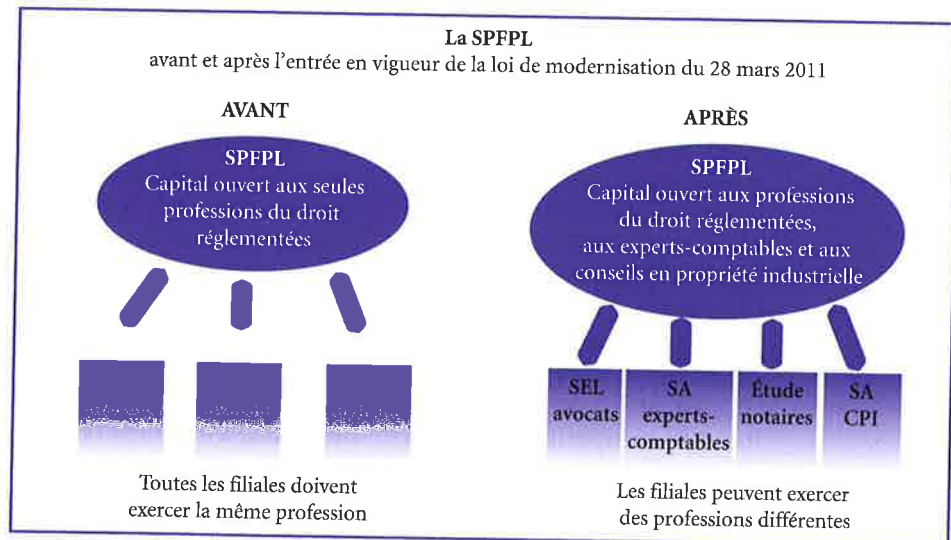 La SPFPL
avant et après l'entrée en vigueur de la loi de modernisation du 28 mars 2011
AVANT
SPFPL
Capital ouvert aux seules
professions du droit
réglementées
Toutes les filiales doivent
exercer la même profession
APRÈS
SPFPL
Capital ouvert aux professions
du droit réglementées,
aux experts-comptables et aux
conseils en propriété industrielle
SEL
avocats
SA
experts-
comptables
Étude
notaires
SA
CPI
Les filiales peuvent exercer
des professions différentes